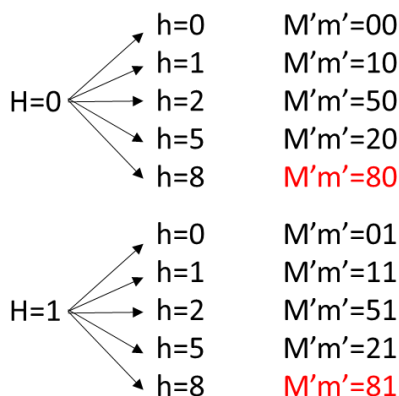 h=0 M’m’=00
h=1 M’m’=10
H=0 h=2 M’m’=50
h=5 M’m’=20
h=8 M’m’=80
h=0 M’m’=01
h=1 M’m’=11
H=1 h=2 M’m’=51
h=5 M’m’=21
h=8 M’m’=81